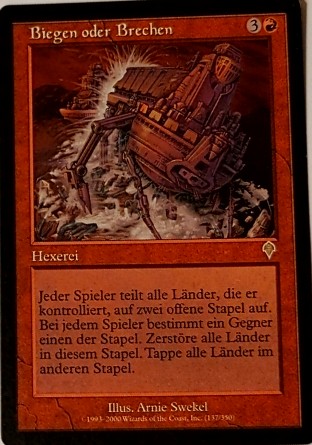 Biegen oder Brechen 3
Hexerei
Jeder Spieler teilt alle Länder, die er
kontrolliert, auf zwei offene Stapel auf.
Bei jedem Spieler bestimmt ein Gegner
einen der Stapel. Zerstöre alle Länder
in diesem Stapel. Tappe alle Länder im
anderen Stapel.
Illus. Arnie Swekel
©1993-2000 Wizards of the Coast, Inc. (137/350)